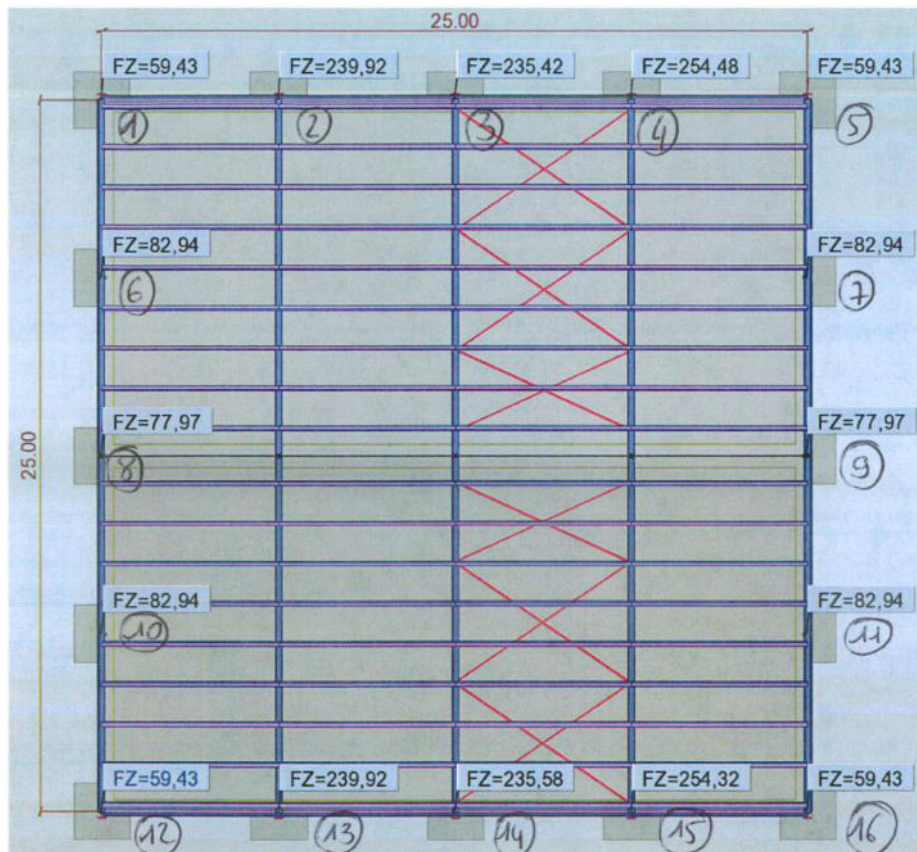 25.00
FZ=59,43 FZ=239,92 FZ=235,42 FZ=254,48 FZ=59,43
1 2 3 4 5
FZ=82,94 FZ=82,94
6 7
FZ=77,97 FZ=77,97
25.00
8 9
FZ=82,94 FZ=82,94
10 11
FZ=59,43 FZ=239,92 FZ=235,58 FZ=254,32 FZ=59,43
12 13 14 15 16